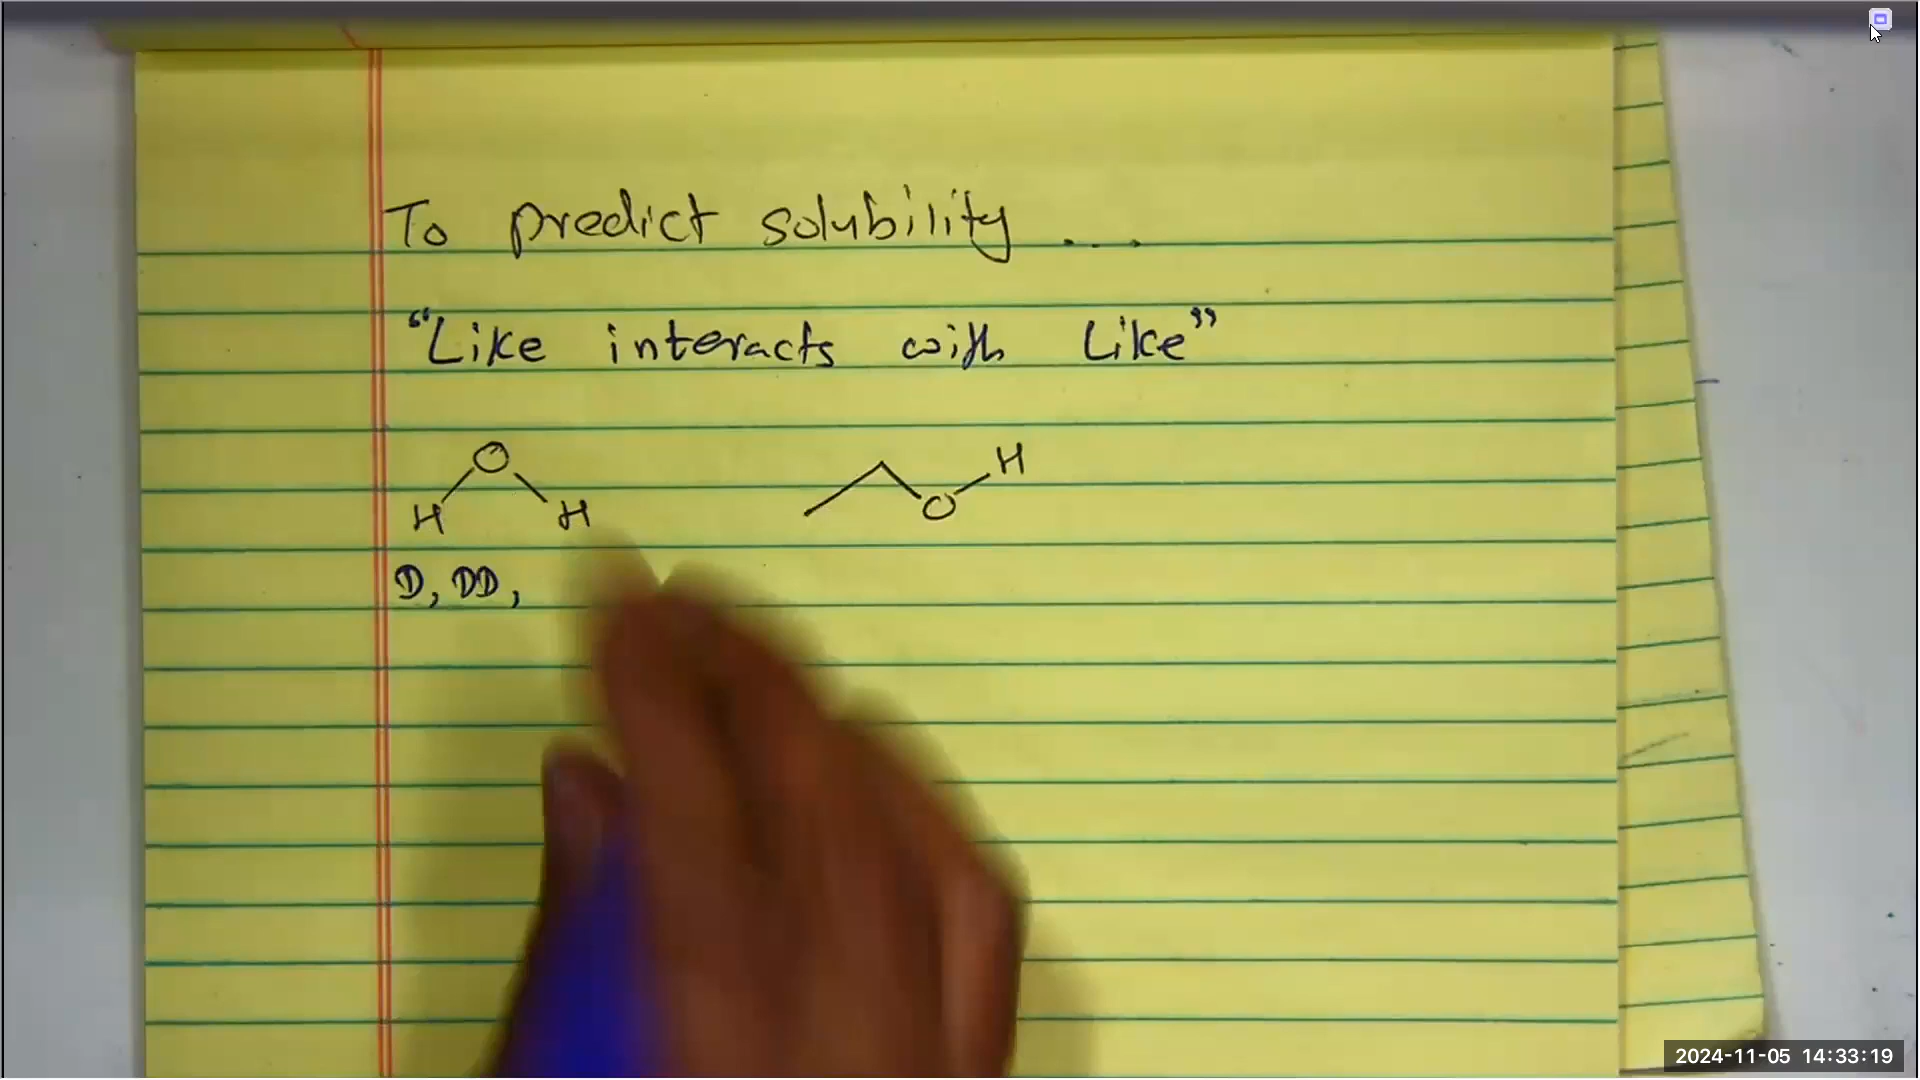 To predict solubility ....
“Like interacts with Like”
O H
H H O
D, DD,
2024-11-05 14:33:19